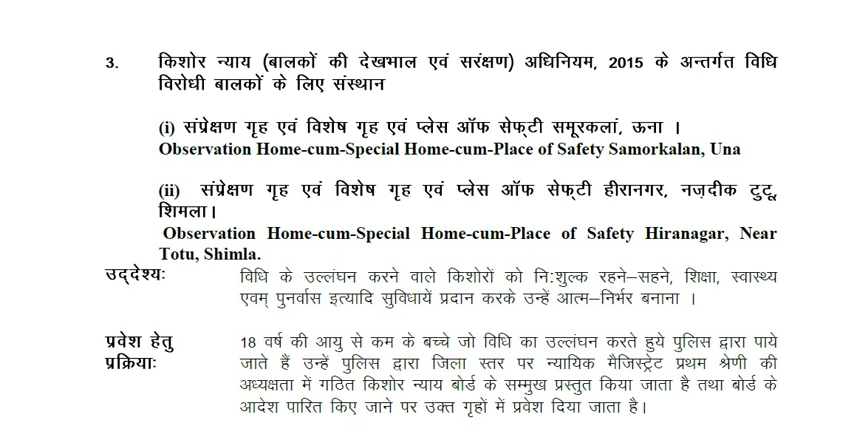 3. किशोर न्याय (बालकों की देखभाल एवं सरंक्षण) अधिनियम, 2015 के अन्तर्गत विधि
विरोधी बालकों के लिए संस्थान
(i) संप्रेक्षण गृह एवं विशेष गृह एवं प्लेस ऑफ सेफ्टी समूरकलां, ऊना ।
Observation Home-cum-Special Home-cum-Place of Safety Samorkalan, Una
(ii) संप्रेक्षण गृह एवं विशेष गृह एवं प्लेस ऑफ सेफ्टी हीरानगर, नज़दीक टुटू,
शिमला।
Observation Home-cum-Special Home-cum-Place of Safety Hiranagar, Near
Totu, Shimla.
उद्देश्यः विधि के उल्लंघन करने वाले किशोरों को नि:शुल्क रहने–सहने, शिक्षा, स्वास्थ्य
एवम् पुनर्वास इत्यादि सुविधायें प्रदान करके उन्हें आत्म–निर्भर बनाना ।
प्रवेश हेतु 18 वर्ष की आयु से कम के बच्चे जो विधि का उल्लंघन करते हुये पुलिस द्वारा पाये
प्रक्रियाः जाते हैं उन्हें पुलिस द्वारा जिला स्तर पर न्यायिक मैजिस्ट्रेट प्रथम श्रेणी की
अध्यक्षता में गठित किशोर न्याय बोर्ड के सम्मुख प्रस्तुत किया जाता है तथा बोर्ड के
आदेश पारित किए जाने पर उक्त गृहों में प्रवेश दिया जाता है।